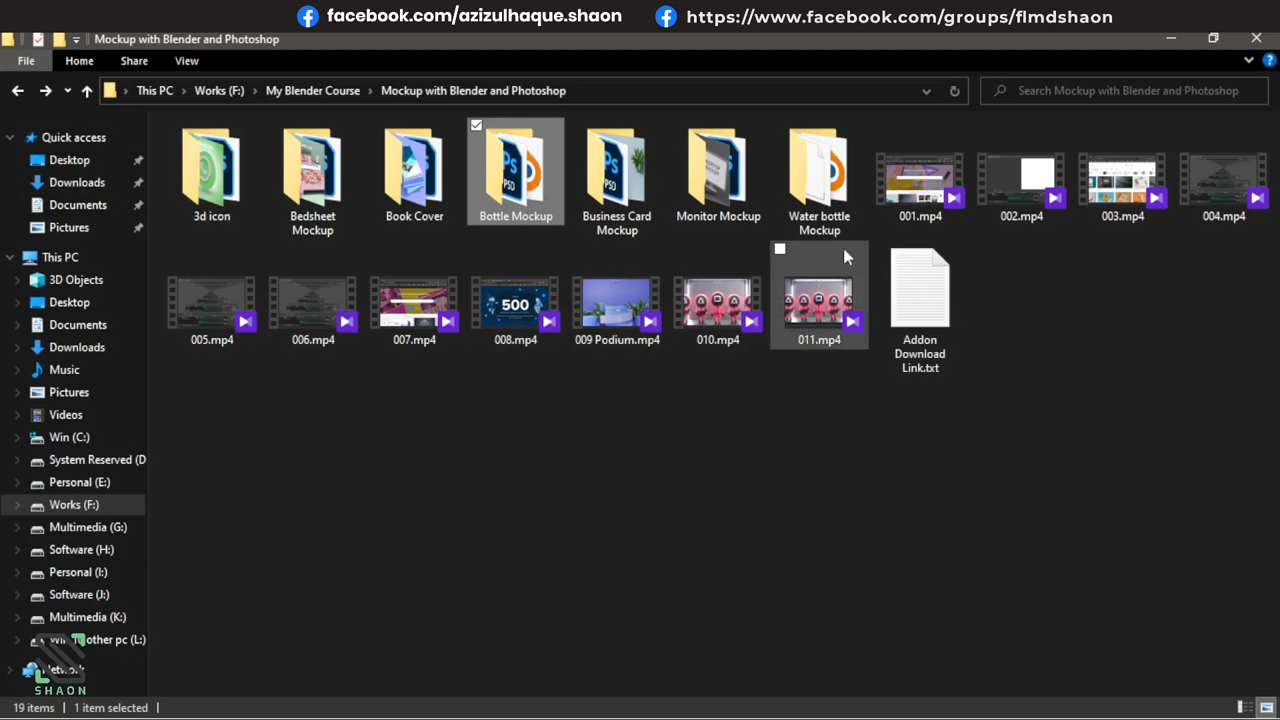 facebook.com/azizulhaque.shaon
https://www.facebook.com/groups/flmdshaon
Mockup with Blender and Photoshop
File
Home
Share
View
This PC
Works (F:)
My Blender Course
Mockup with Blender and Photoshop
Search Mockup with Blender and Photoshop
Quick access
Desktop
Downloads
Documents
Pictures
This PC
3D Objects
Desktop
Documents
Downloads
Music
Pictures
Videos
Win (C:)
System Reserved (D
Personal (E:)
Works (F:)
Multimedia (G:)
Software (H:)
Personal (I:)
Software (J:)
Multimedia (K:)
other pc (L:)
Network
SHAON
3d icon
Bedsheet
Mockup
Book Cover
Ps
PSD
Bottle Mockup
Ps
Business Card
Mockup
Monitor Mockup
Water bottle
Mockup
001.mp4
002.mp4
003.mp4
004.mp4
005.mp4
006.mp4
007.mp4
500
008.mp4
009 Podium.mp4
010.mp4
011.mp4
Addon
Download
Link.txt
19 items
1 item selected